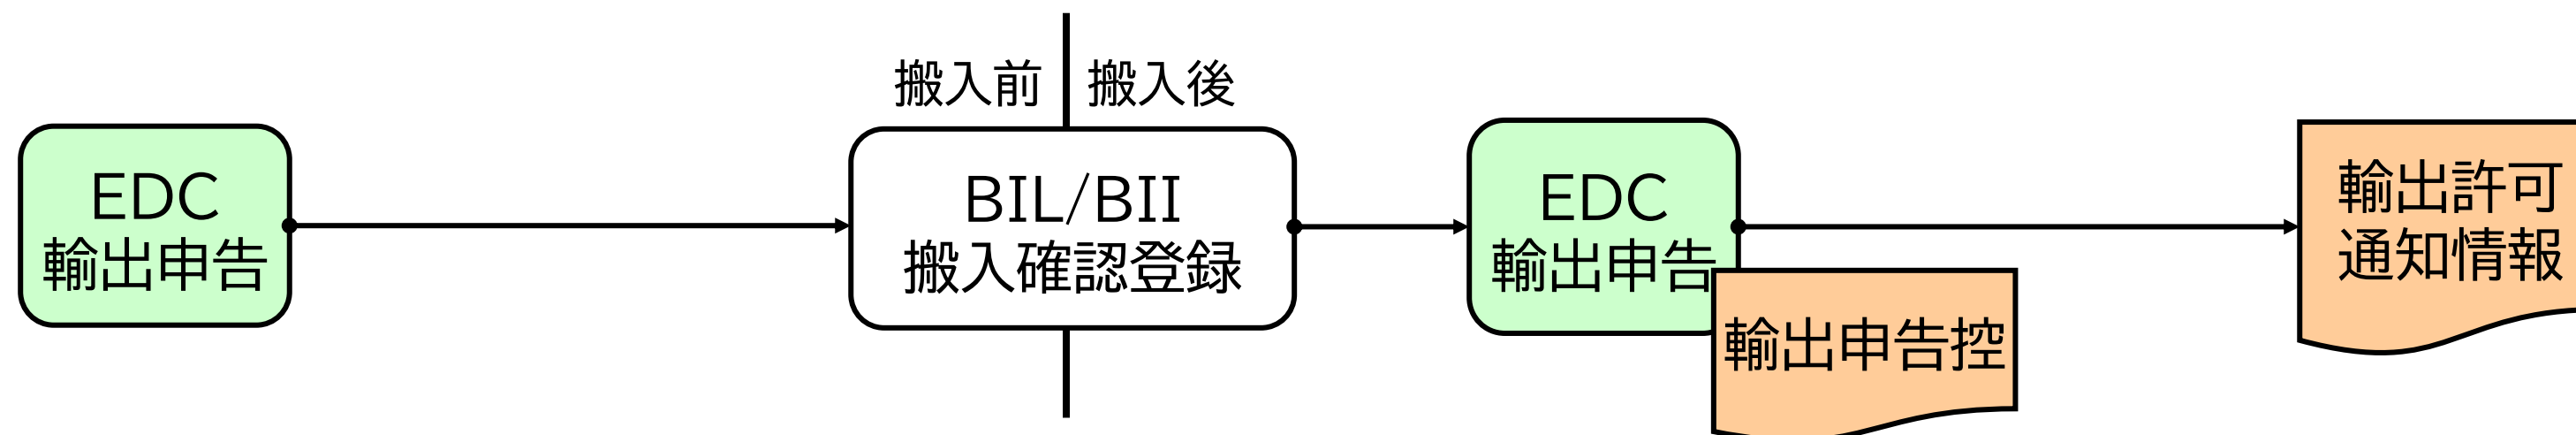 搬入前 搬入後
EDC
輸出申告
BIL/BII
搬入確認登録
EDC
輸出申告
輸出申告控
輸出許可
通知情報